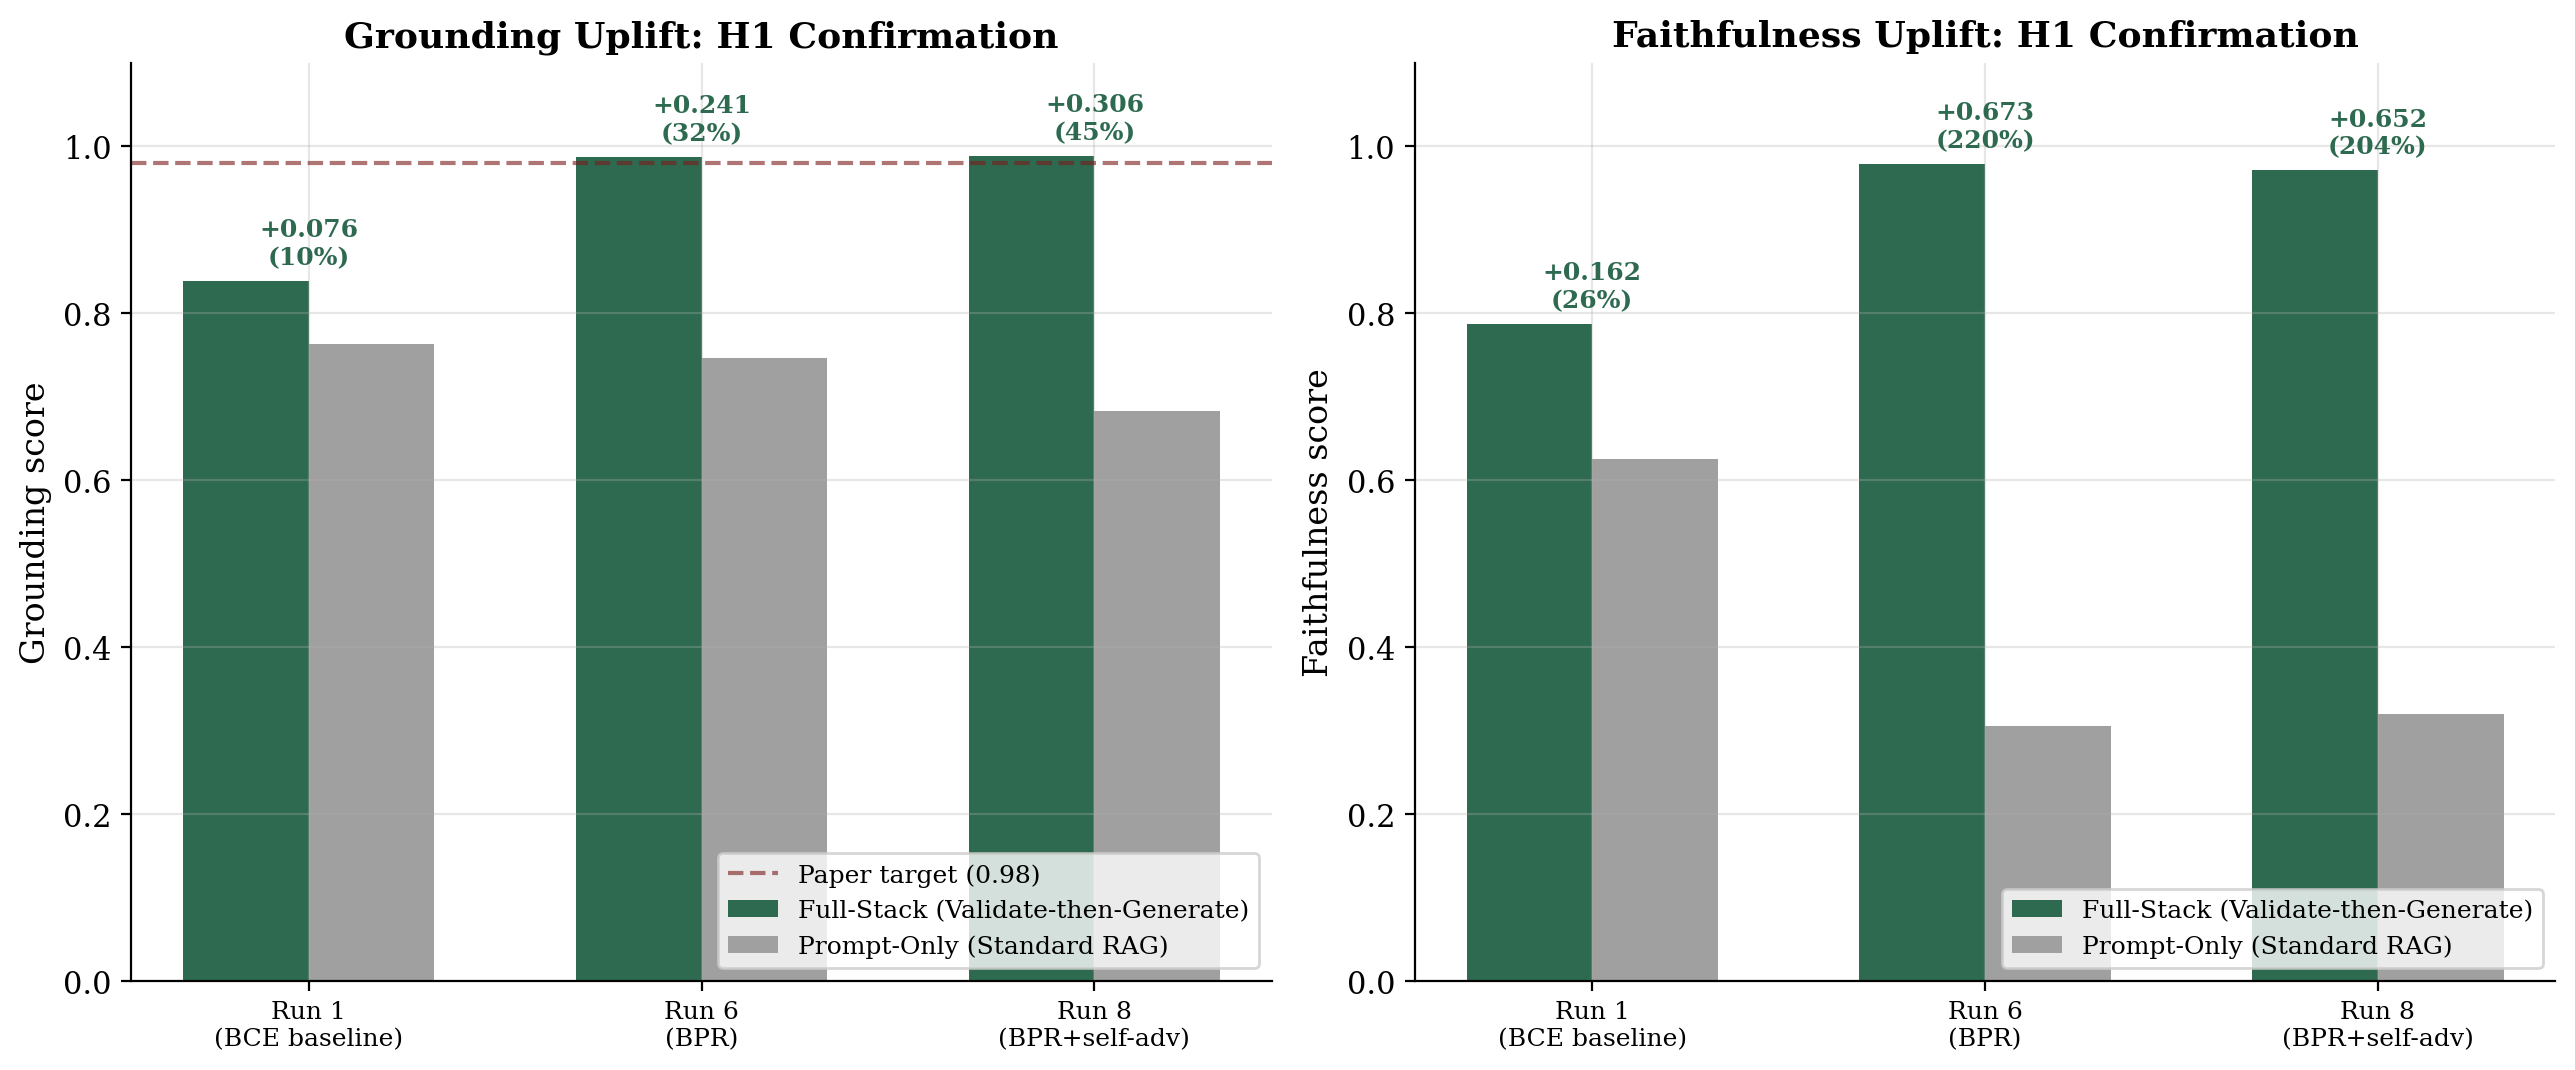 Grounding Uplift: H1 Confirmation
Grounding score
1.0
0.8
0.6
0.4
0.2
0.0
+0.076
(10%)
+0.241
(32%)
+0.306
(45%)
Paper target (0.98)
Full-Stack (Validate-then-Generate)
Prompt-Only (Standard RAG)
Run 1
(BCE baseline)
Run 6
(BPR)
Run 8
(BPR+self-adv)
Faithfulness Uplift: H1 Confirmation
Faithfulness score
1.0
0.8
0.6
0.4
0.2
0.0
+0.162
(26%)
+0.673
(220%)
+0.652
(204%)
Full-Stack (Validate-then-Generate)
Prompt-Only (Standard RAG)
Run 1
(BCE baseline)
Run 6
(BPR)
Run 8
(BPR+self-adv)